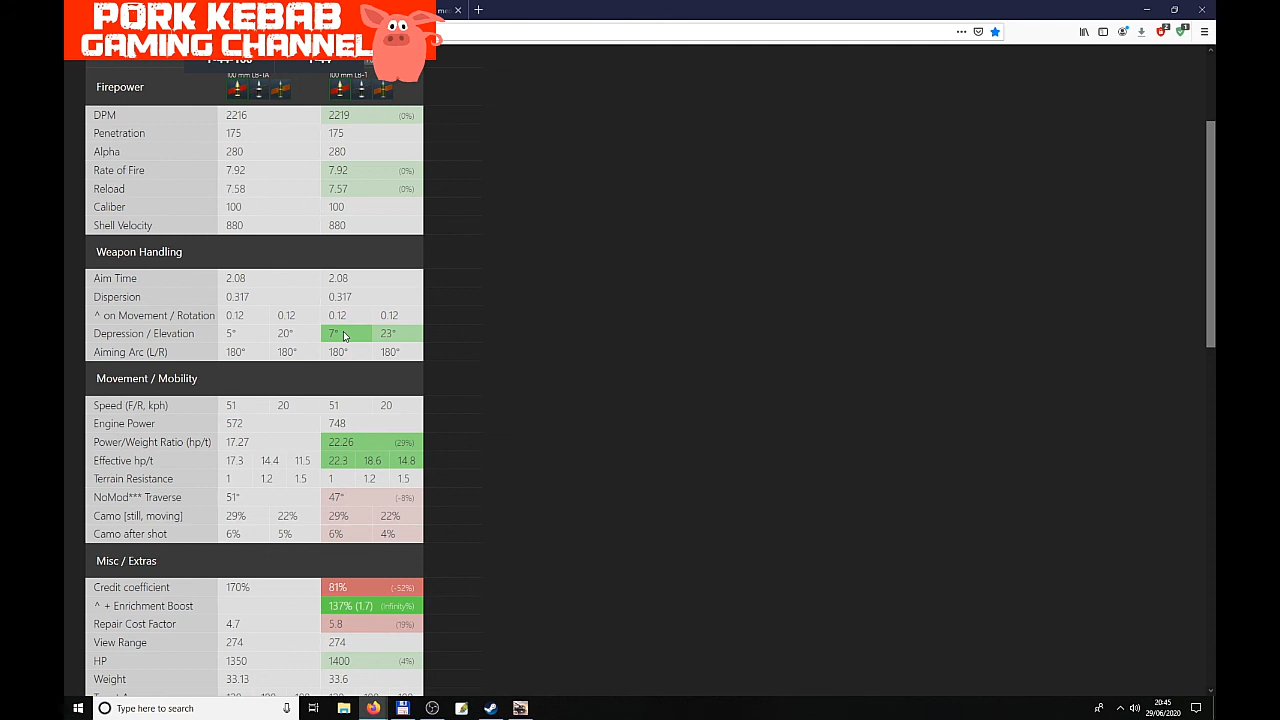 PORK KEBAB
GAMING CHANNEL
100 mm LB-1A 100 mm LB-1
Firepower
DPM 2216 2219 (0%)
Penetration 175 175
Alpha 280 280
Rate of Fire 7.92 7.92 (0%)
Reload 7.58 7.57 (0%)
Caliber 100 100
Shell Velocity 880 880
Weapon Handling
Aim Time 2.08 2.08
Dispersion 0.317 0.317
^ on Movement / Rotation 0.12 0.12 0.12 0.12
Depression / Elevation 5° 20° 7° 23°
Aiming Arc (L/R) 180° 180° 180° 180°
Movement / Mobility
Speed (F/R, kph) 51 20 51 20
Engine Power 572 748
Power/Weight Ratio (hp/t) 17.27 22.26 (29%)
Effective hp/t 17.3 14.4 11.5 22.3 18.6 14.8
Terrain Resistance 1 1.2 1.5 1 1.2 1.5
NoMod*** Traverse 51° 47° (-8%)
Camo [still, moving] 29% 22% 29% 22%
Camo after shot 6% 5% 6% 4%
Misc / Extras
Credit coefficient 170% 81% (-52%)
^ + Enrichment Boost 137% (1.7) (Infinity%)
Repair Cost Factor 4.7 5.8 (19%)
View Range 274 274
HP 1350 1400 (4%)
Weight 33.13 33.6
Type here to search
20:45
29/06/2020